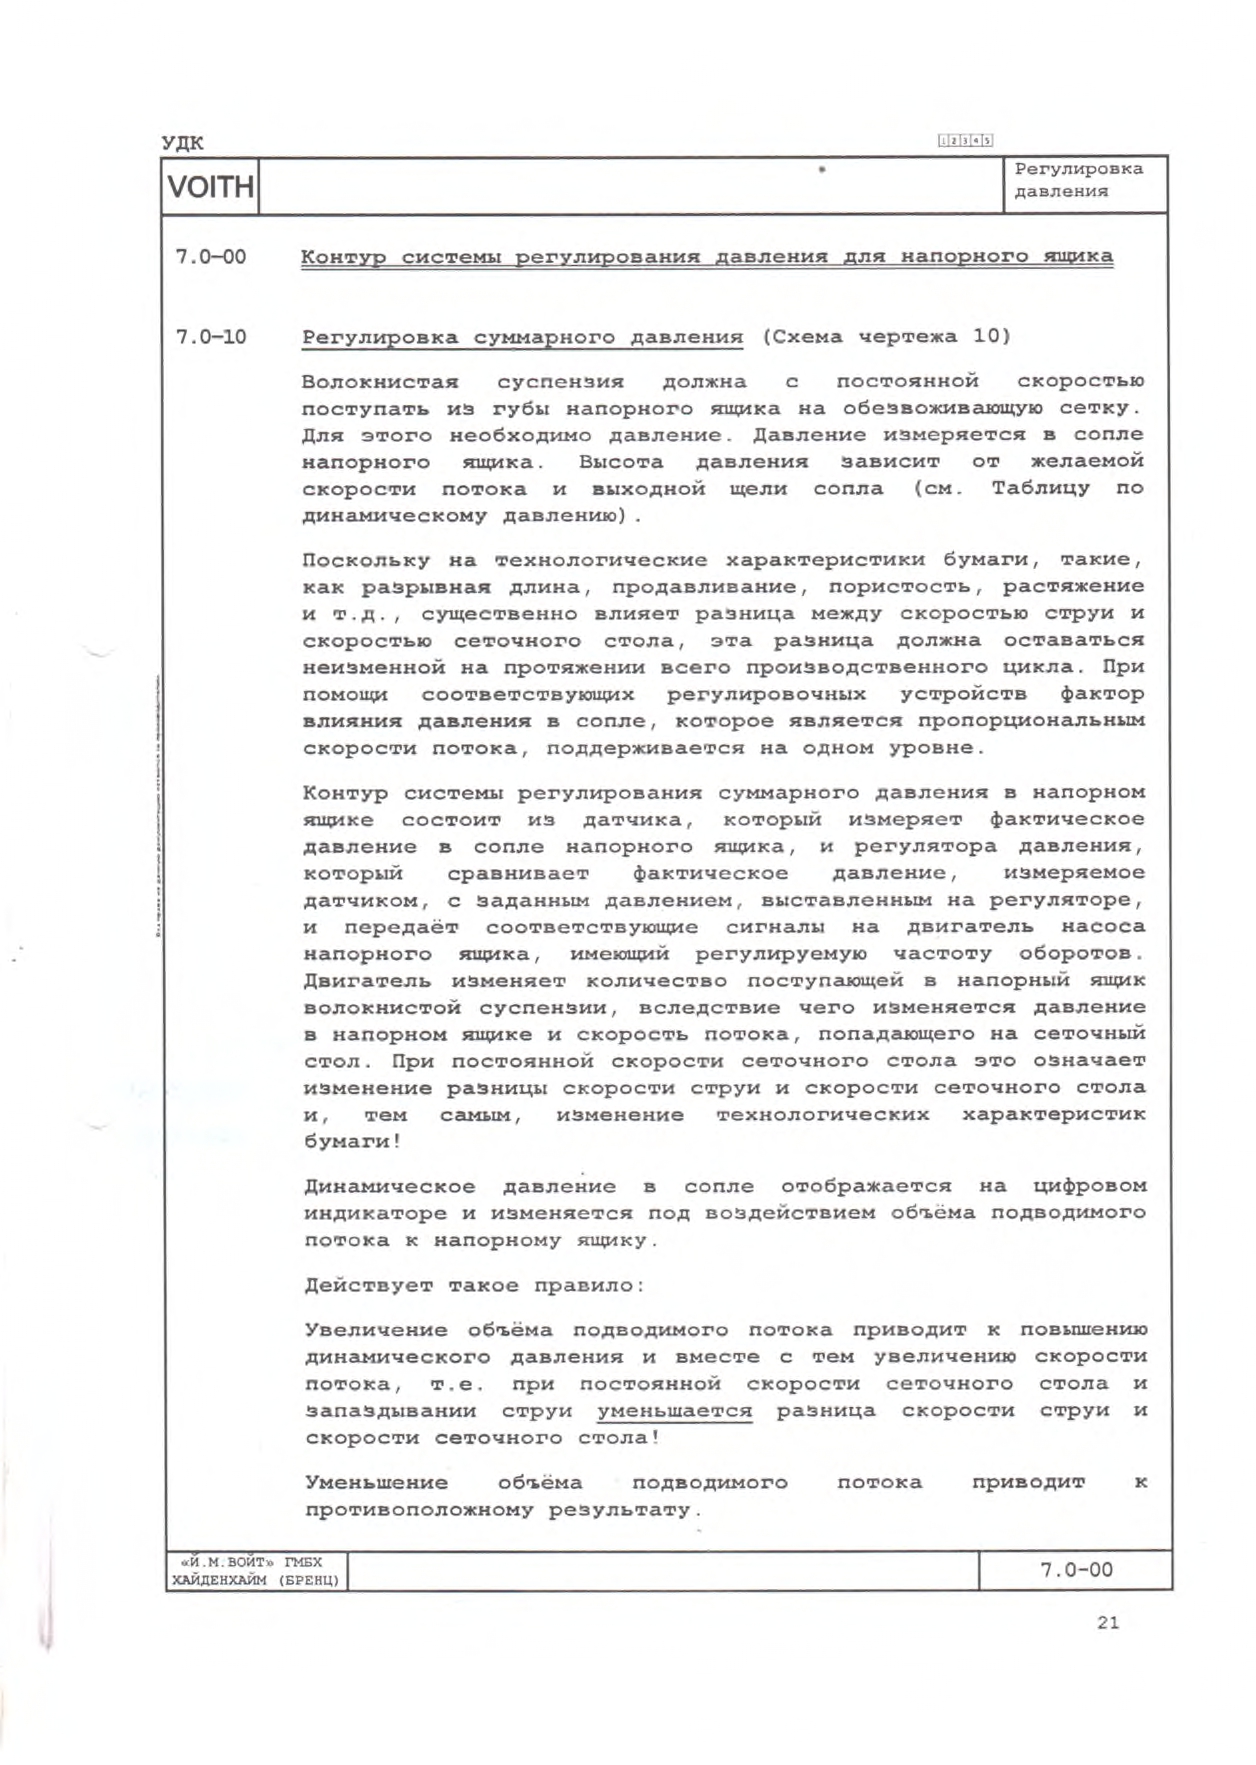 УДК
1 2 3 4 5
VOITH
Регулировка
давления
7.0-00 Контур системы регулирования давления для напорного ящика
7.0-10 Регулировка суммарного давления (Схема чертежа 10)
Волокнистая суспензия должна с постоянной скоростью
поступать из губы напорного ящика на обезвоживающую сетку.
Для этого необходимо давление. Давление измеряется в сопле
напорного ящика. Высота давления зависит от желаемой
скорости потока и выходной щели сопла (см. Таблицу по
динамическому давлению).
Поскольку на технологические характеристики бумаги, такие,
как разрывная длина, продавливание, пористость, растяжение
и т.д., существенно влияет разница между скоростью струи и
скоростью сеточного стола, эта разница должна оставаться
неизменной на протяжении всего производственного цикла. При
помощи соответствующих регулировочных устройств фактор
влияния давления в сопле, которое является пропорциональным
скорости потока, поддерживается на одном уровне.
Контур системы регулирования суммарного давления в напорном
ящике состоит из датчика, который измеряет фактическое
давление в сопле напорного ящика, и регулятора давления,
который сравнивает фактическое давление, измеряемое
датчиком, с заданным давлением, выставленным на регуляторе,
и передаёт соответствующие сигналы на двигатель насоса
напорного ящика, имеющий регулируемую частоту оборотов.
Двигатель изменяет количество поступающей в напорный ящик
волокнистой суспензии, вследствие чего изменяется давление
в напорном ящике и скорость потока, попадающего на сеточный
стол. При постоянной скорости сеточного стола это означает
изменение разницы скорости струи и скорости сеточного стола
и, тем самым, изменение технологических характеристик
бумаги!
Динамическое давление в сопле отображается на цифровом
индикаторе и изменяется под воздействием объёма подводимого
потока к напорному ящику.
Действует такое правило:
Увеличение объёма подводимого потока приводит к повышению
динамического давления и вместе с тем увеличению скорости
потока, т.е. при постоянной скорости сеточного стола и
запаздывании струи уменьшается разница скорости струи и
скорости сеточного стола!
Уменьшение объёма подводимого потока приводит к
противоположному результату.
«Й.М.ВОЙТ» ГМБХ
ХАЙДЕНХАЙМ (БРЕНЦ)
7.0-00
21